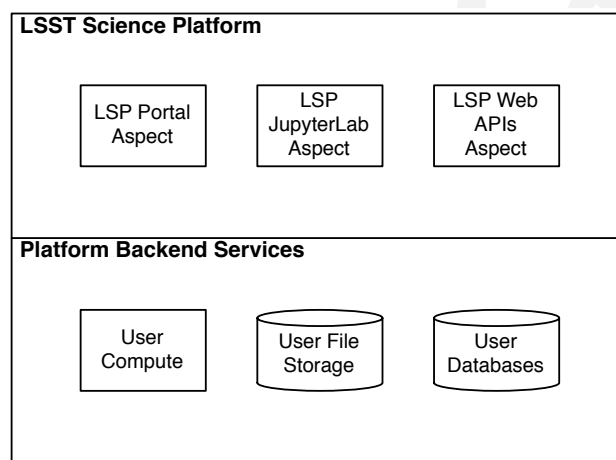 LSST Science Platform
LSP Portal
Aspect
LSP
JupyterLab
Aspect
LSP Web
APIs
Aspect
Platform Backend Services
User
Compute
User File
Storage
User
Databases